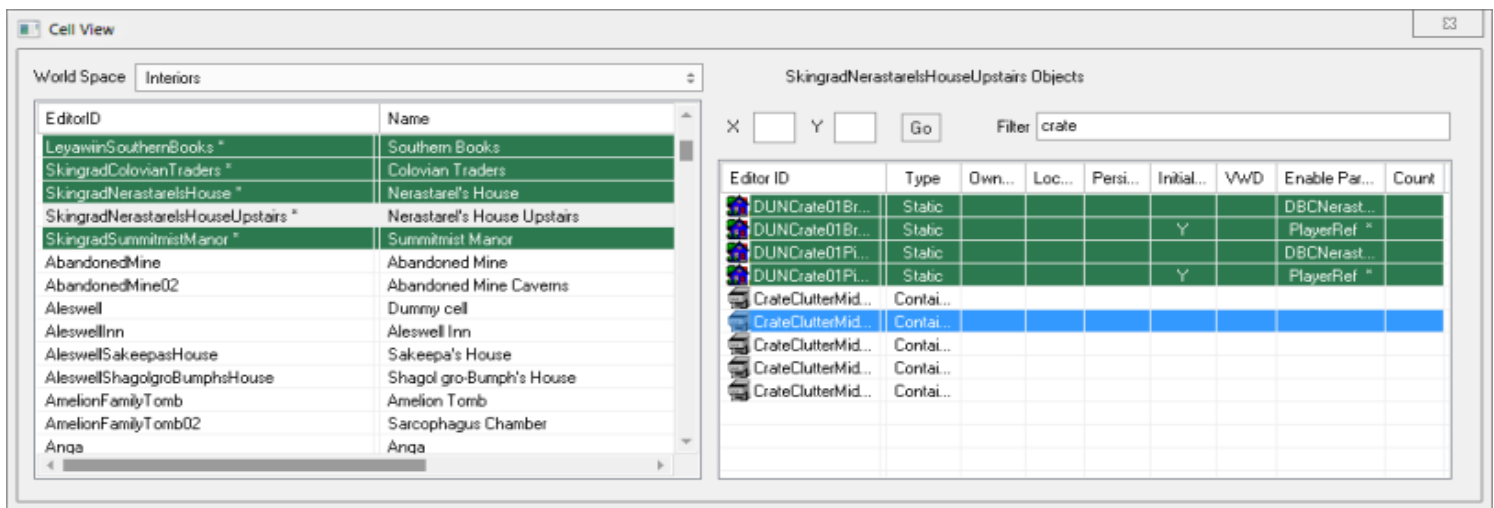 Cell View
World Space Interiors
EditorID Name
LeyawiinSouthernBooks * Southern Books
SkingradColovianTraders * Colovian Traders
SkingradNerastarelsHouse * Nerastarel's House
SkingradNerastarelsHouseUpstairs * Nerastarel's House Upstairs
SkingradSummitmistManor * Summitmist Manor
AbandonedMine Abandoned Mine
AbandonedMine02 Abandoned Mine Caverns
Aleswell Dummy cell
AleswellInn Aleswell Inn
AleswellSakeepasHouse Sakeepa's House
AleswellShagolgroBumphsHouse Shagol gro-Bumph's House
AmelionFamilyTomb Amelion Tomb
AmelionFamilyTomb02 Sarcophagus Chamber
Anga Anga
SkingradNerastarelsHouseUpstairs Objects
X Y Go Filter crate
Editor ID Type Own... Loc... Persi... Initial... VWD Enable Par... Count
DUNCrate01Br... Static DBCNerast...
DUNCrate01Br... Static Y PlayerRef *
DUNCrate01Pi... Static DBCNerast...
DUNCrate01Pi... Static Y PlayerRef *
CrateClutterMid... Contai...
CrateClutterMid... Contai...
CrateClutterMid... Contai...
CrateClutterMid... Contai...
CrateClutterMid... Contai...